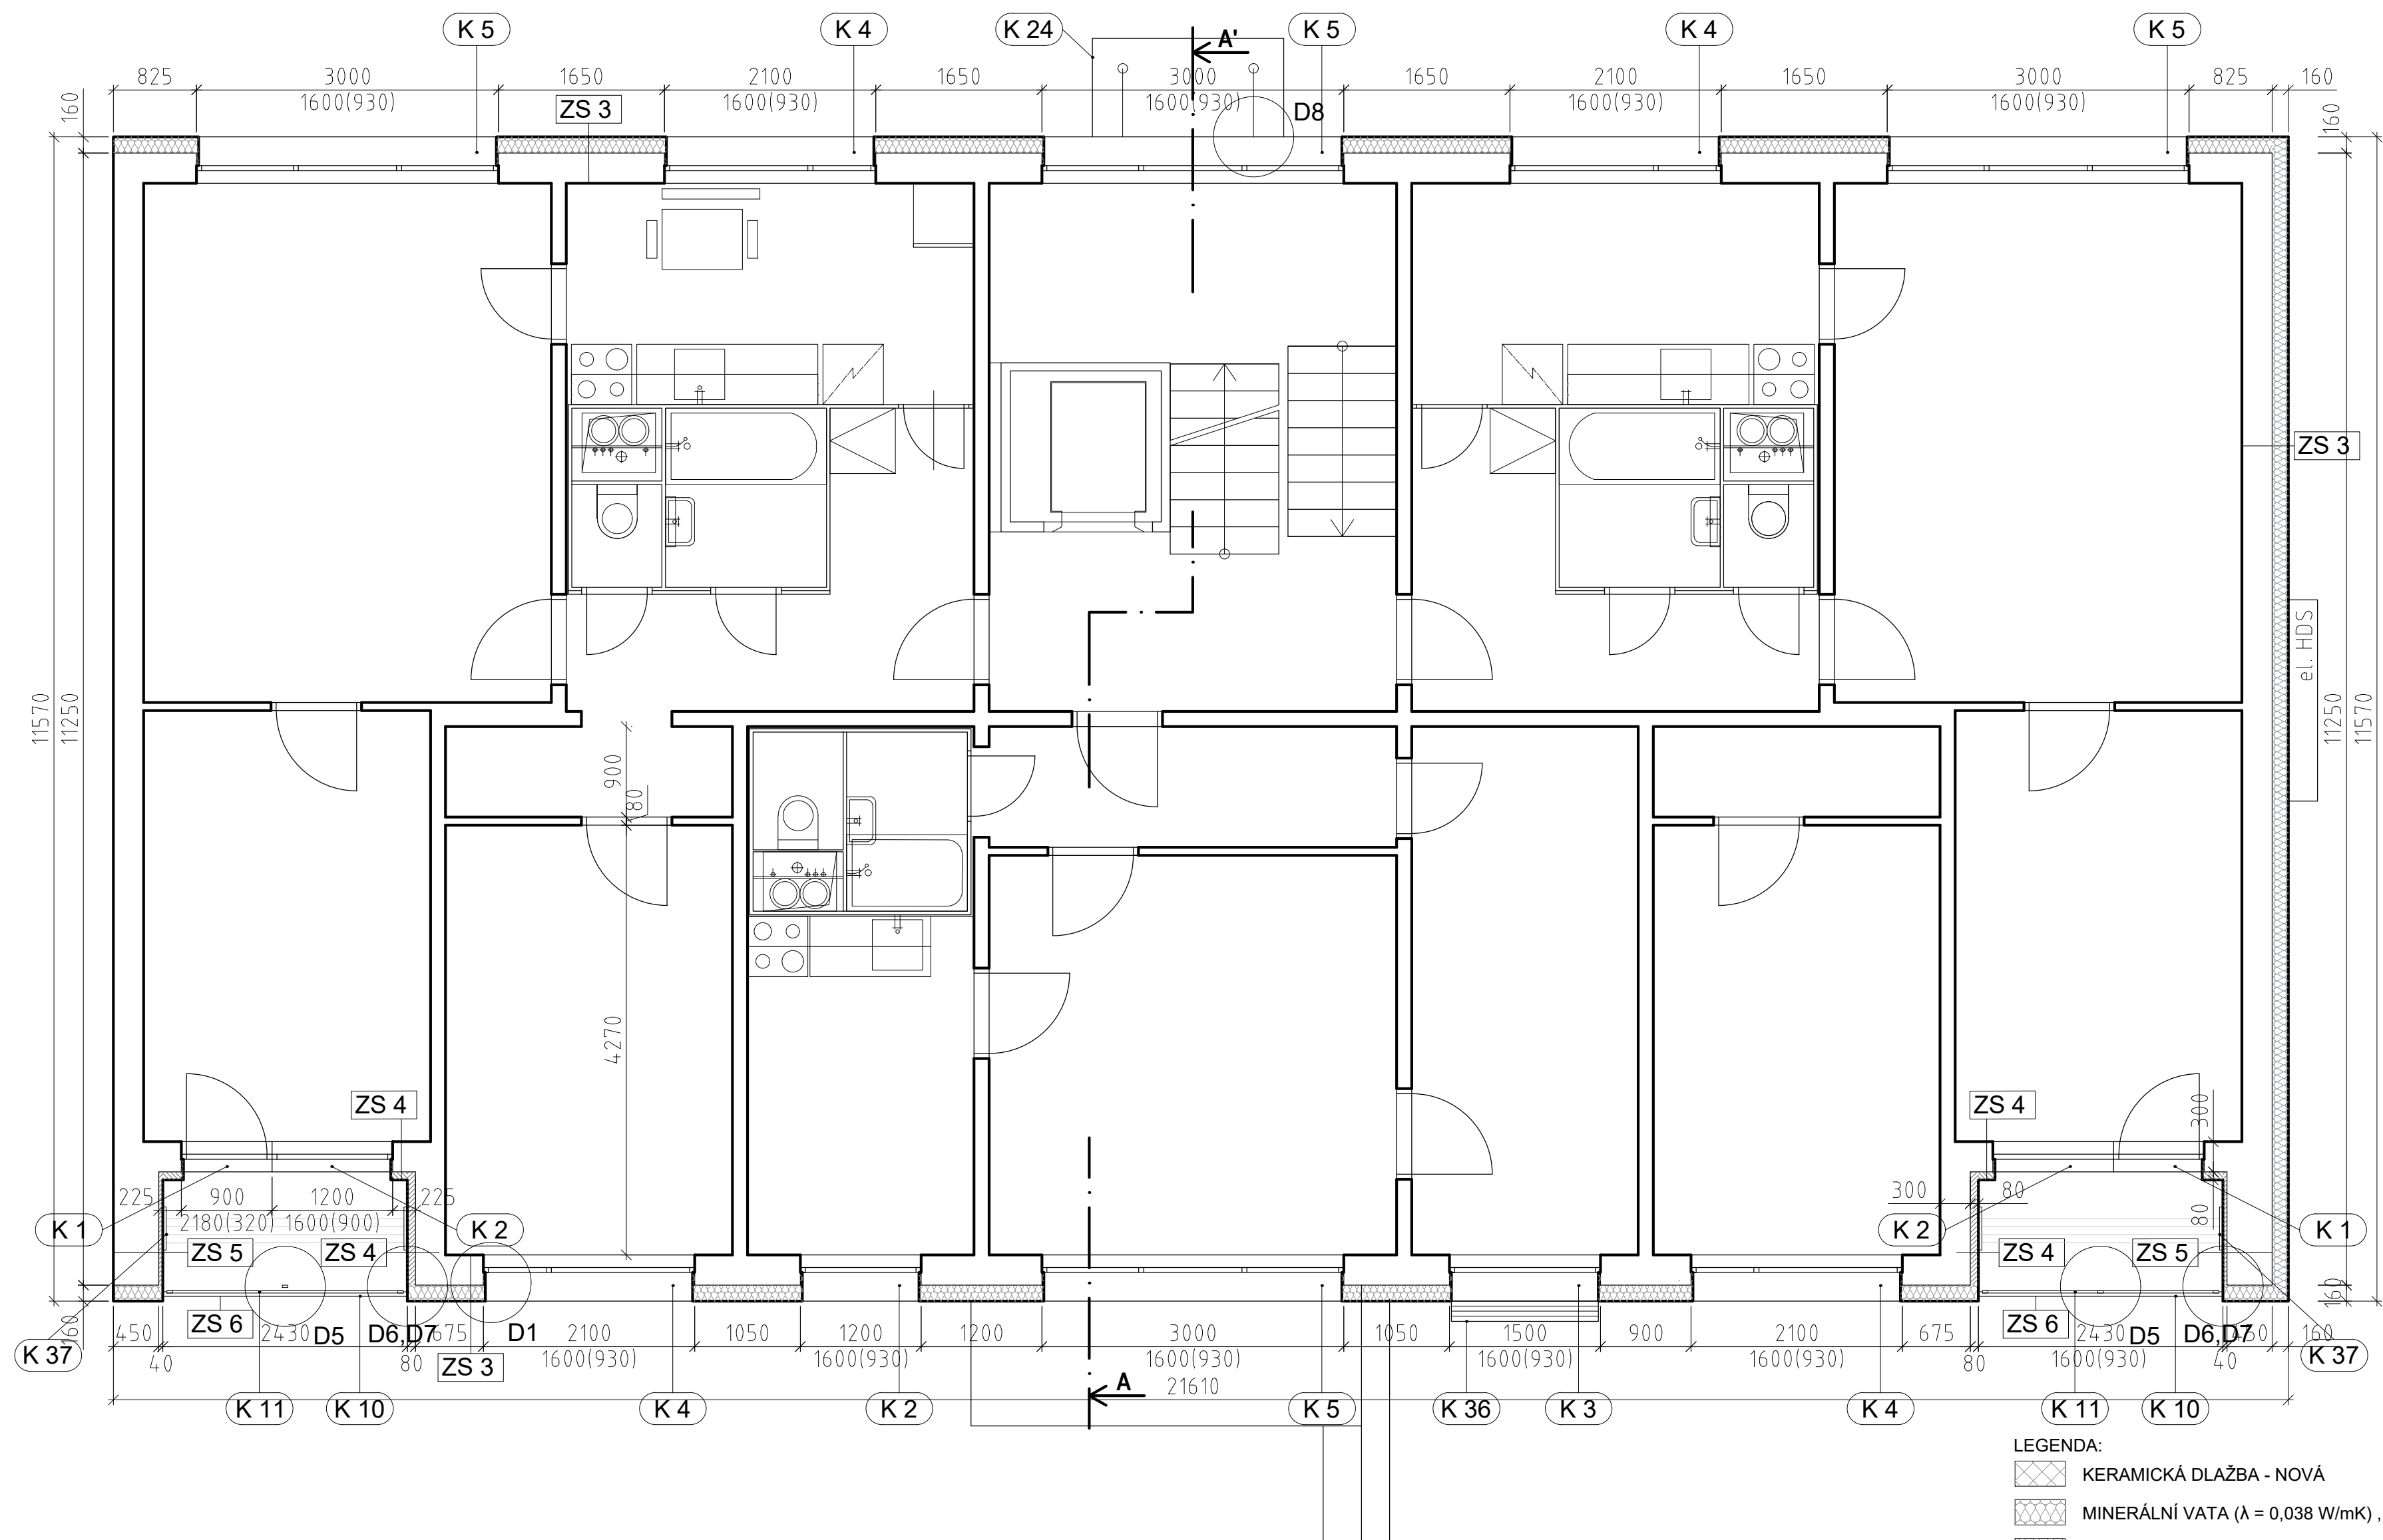 K 5
K 4
K 24
A'
K 5
K 4
K 5
825 3000 1650 2100 1650 3000 1650 2100 1650 3000 825 160
1600(930) 1600(930) 1600(930) 1600(930) 1600(930)
160
ZS 3
D8
160
ZS 3
el. HDS
11570
11250
11250
11570
900
80
4270
ZS 4
ZS 4
300
225 900 1200 225
2180(320) 1600(900)
300 80
80
K 1
K 2
K 2
K 1
ZS 5
ZS 4
ZS 4
ZS 5
ZS 6
ZS 6
160
160
450 2430 D5 D6,D7 675 D1 2100 1050 1200 1200 3000 1050 1500 900 2100 675 2430 D5 D6,D7 450 160
40 80 1600(930) 1600(930) 1600(930) 1600(930) 1600(930) 80 1600(930) 40
K 37
ZS 3
K 37
A
21610
K 11
K 10
K 4
K 2
K 5
K 36
K 3
K 4
K 11
K 10
LEGENDA:
KERAMICKÁ DLAŽBA - NOVÁ
MINERÁLNÍ VATA (λ = 0,038 W/mK) ,